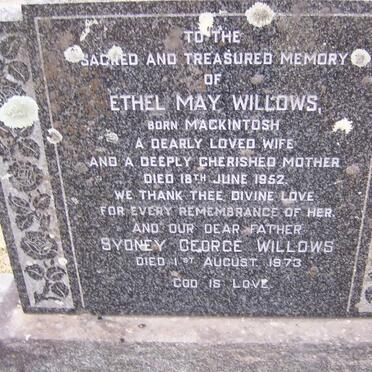 TO THE
SACRED AND TREASURED MEMORY
OF
ETHEL MAY WILLOWS,
BORN MACKINTOSH
A DEARLY LOVED WIFE
AND A DEEPLY CHERISHED MOTHER
DIED 18TH JUNE 1952.
WE THANK THEE DIVINE LOVE
FOR EVERY REMEMBRANCE OF HER.
AND OUR DEAR FATHER
SYDNEY GEORGE WILLOWS
DIED 1ST AUGUST 1973
GOD IS LOVE.